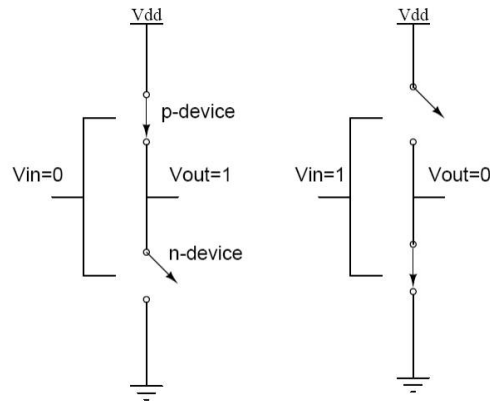 Vdd
p-device
Vin=0
Vout=1
n-device
Vdd
Vin=1
Vout=0